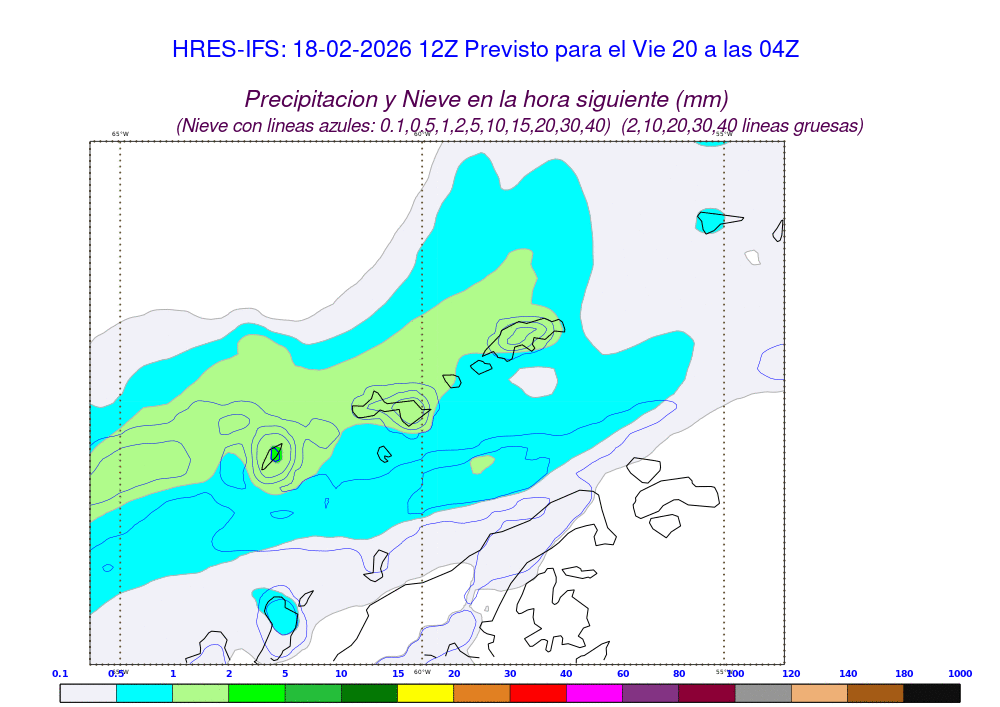 HRES-IFS: 18-02-2026 12Z Previsto para el Vie 20 a las 04Z
Precipitacion y Nieve en la hora siguiente (mm)
(Nieve con lineas azules: 0.1,0.5,1,2,5,10,15,20,30,40) (2,10,20,30,40 lineas gruesas)
65°W 60°W 55°W
65°W 60°W 55°W
0.1 0.5 1 2 5 10 15 20 30 40 60 80 100 120 140 180 1000